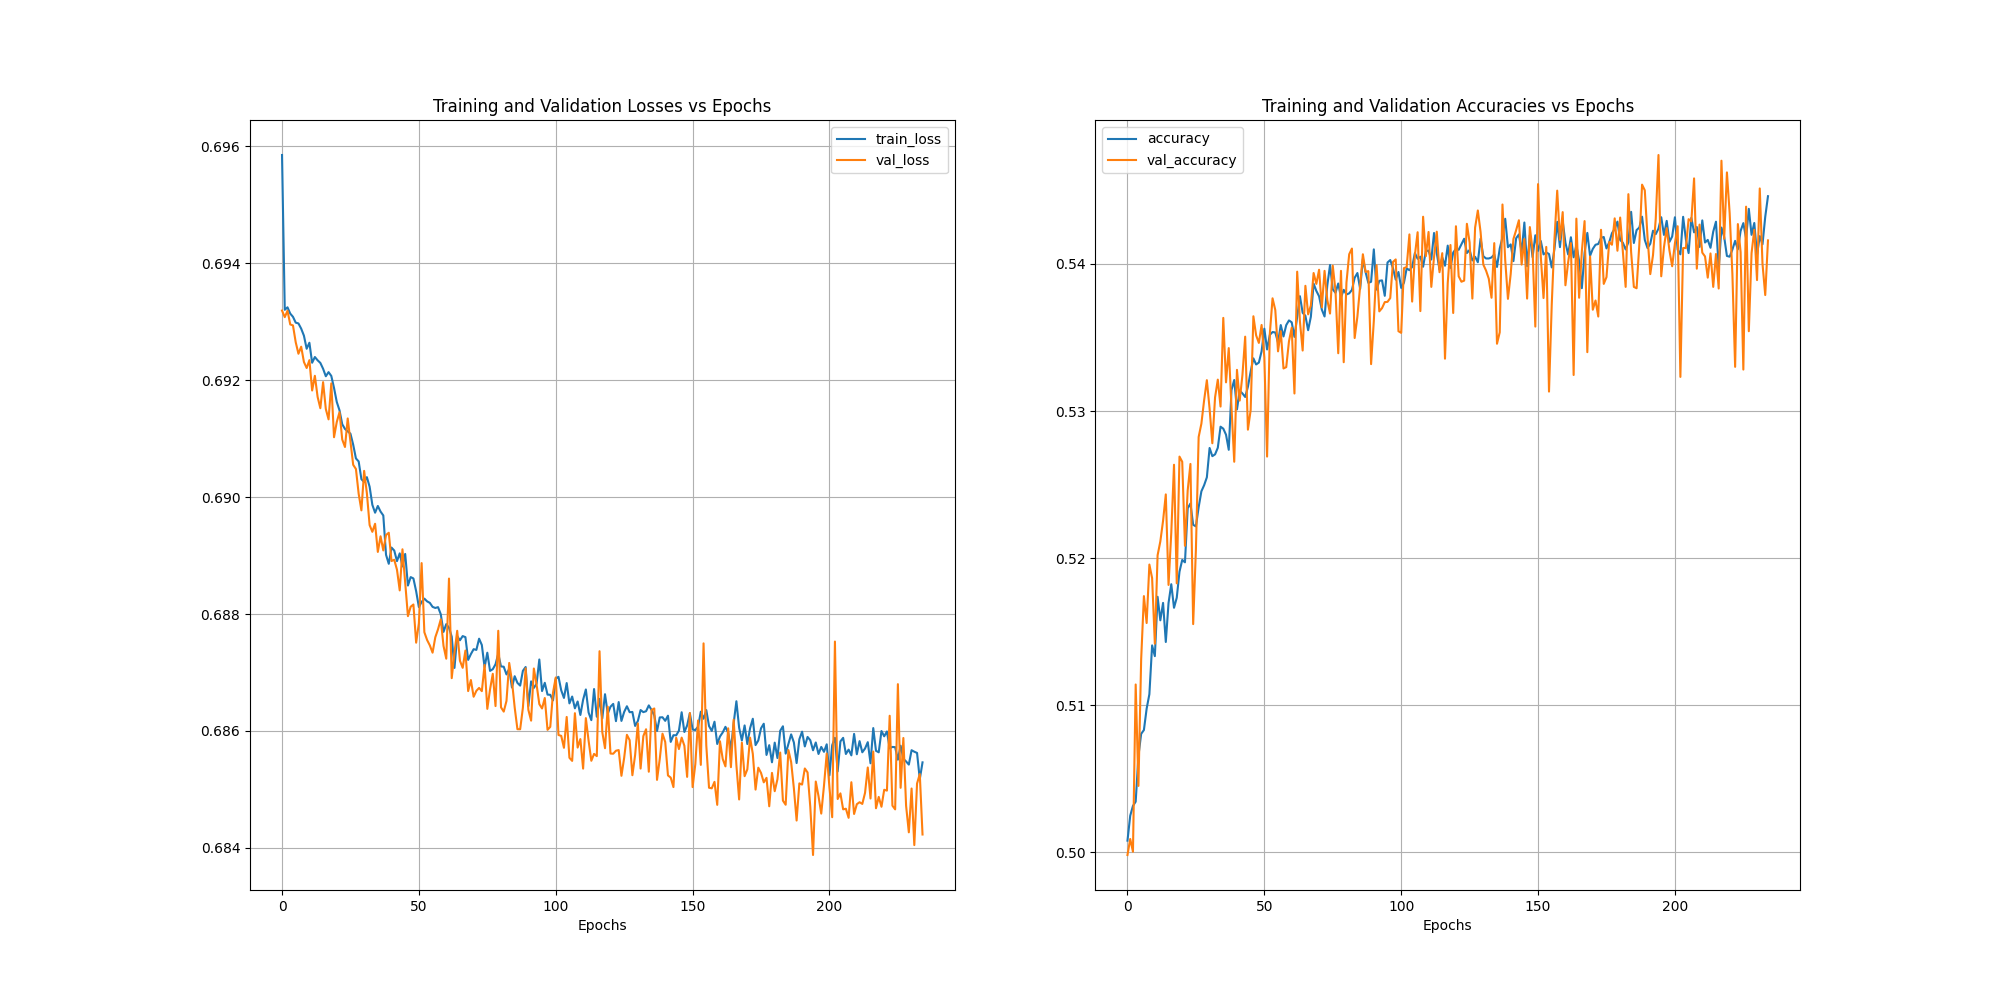 Training and Validation Losses vs Epochs
train_loss
val_loss
0.696
0.694
0.692
0.690
0.688
0.686
0.684
0 50 100 150 200
Epochs
Training and Validation Accuracies vs Epochs
accuracy
val_accuracy
0.54
0.53
0.52
0.51
0.50
0 50 100 150 200
Epochs